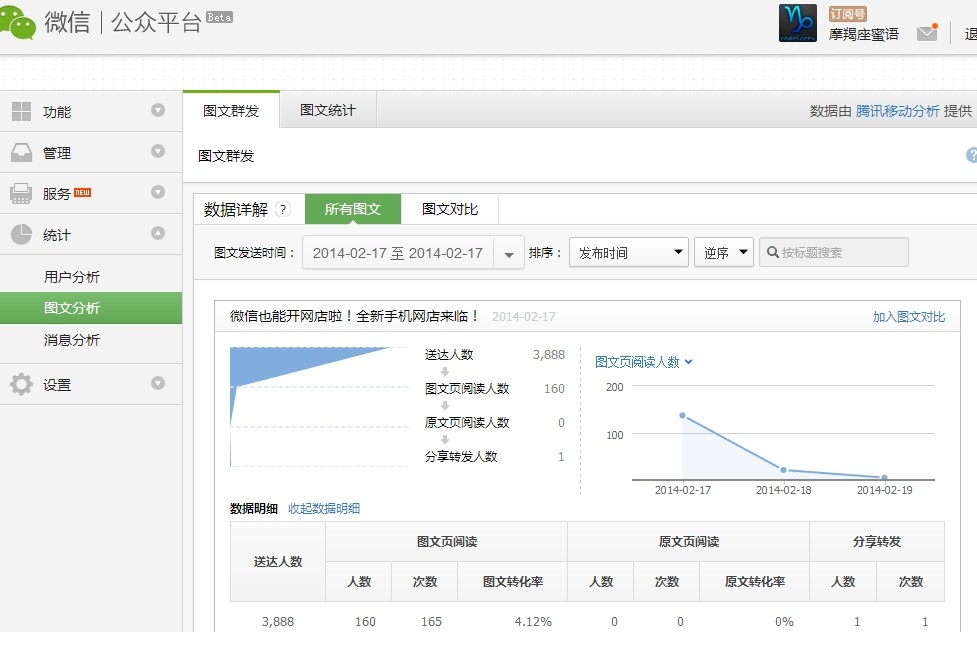 微信 | 公众平台 Beta
订阅号
摩羯座蜜语
功能
图文群发 图文统计 数据由 腾讯移动分析 提供
管理
图文群发
服务 NEW
数据详解 ? 所有图文 图文对比
统计
图文发送时间： 2014-02-17 至 2014-02-17 排序： 发布时间 逆序 按标题搜索
用户分析
图文分析
消息分析
设置
微信也能开网店啦！全新手机网店来临！ 2014-02-17 加入图文对比
送达人数 3,888
图文页阅读人数 160
原文页阅读人数 0
分享转发人数 1
图文页阅读人数
200
100
2014-02-17 2014-02-18 2014-02-19
数据明细 收起数据明细
送达人数 图文页阅读 原文页阅读 分享转发
人数 次数 图文转化率 人数 次数 原文转化率 人数 次数
3,888 160 165 4.12% 0 0 0% 1 1